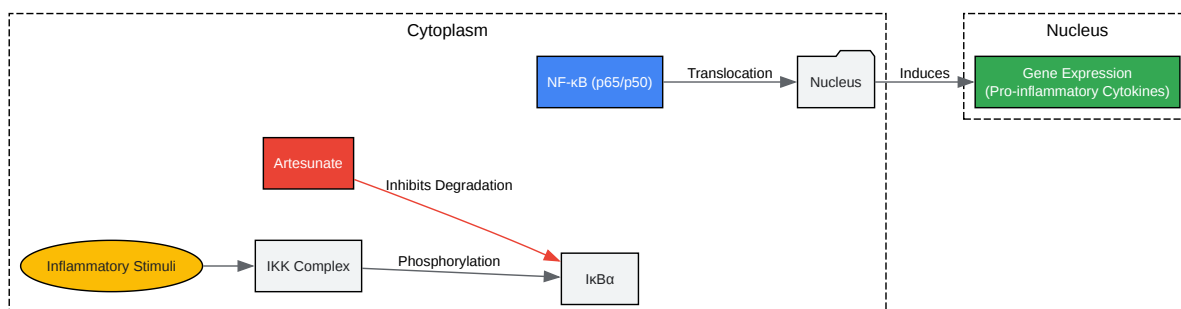 Cytoplasm
Nucleus
NF-κB (p65/p50)
Translocation
Nucleus
Induces
Gene Expression
(Pro-inflammatory Cytokines)
Artesunate
Inhibits Degradation
Inflammatory Stimuli
IKK Complex
Phosphorylation
IκBα